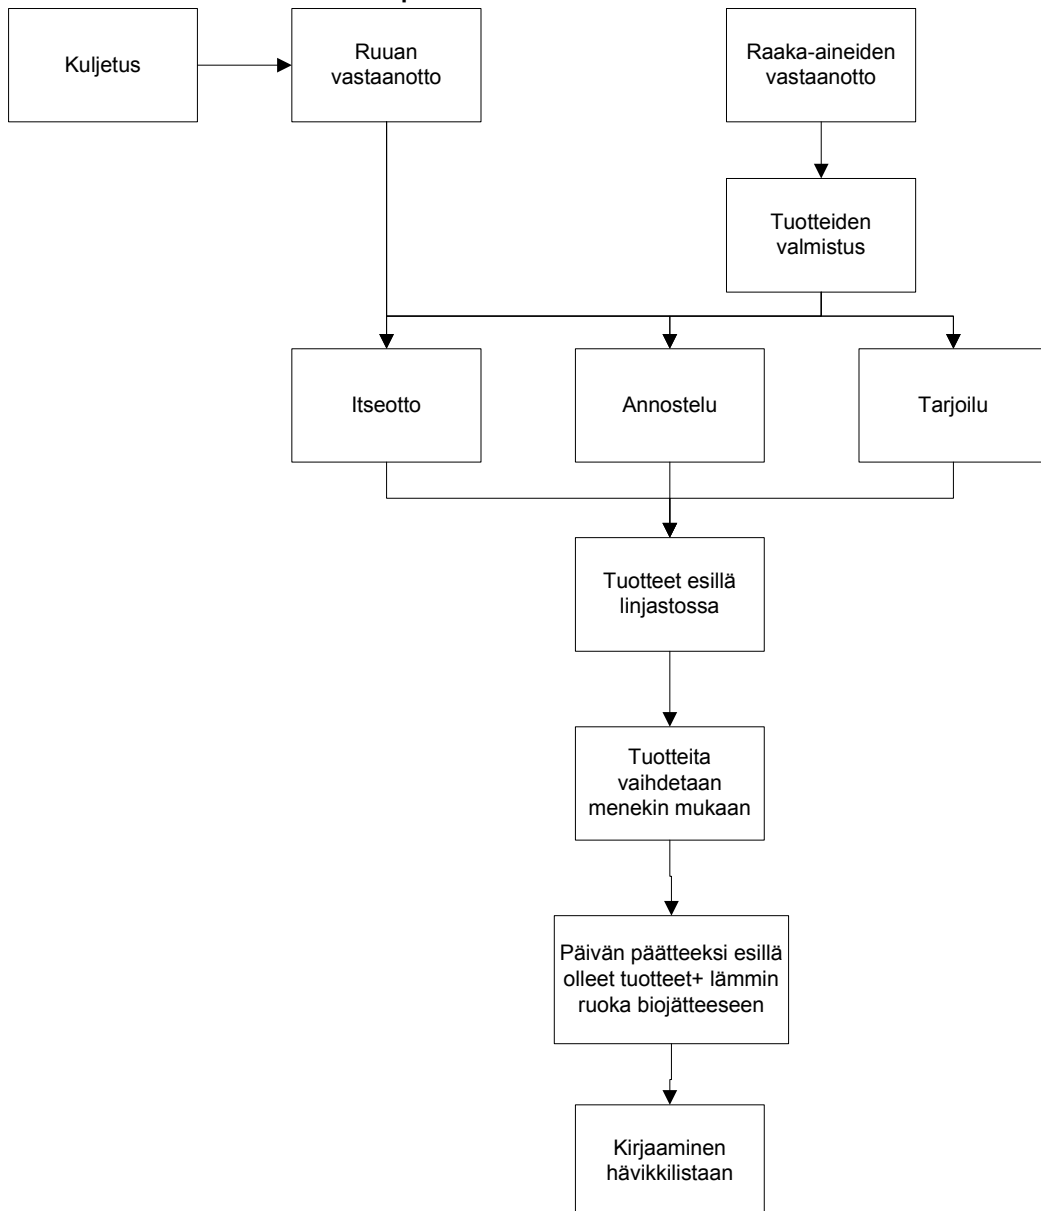 Kuljetus
Ruuan
vastaanotto
Raaka-aineiden
vastaanotto
Tuotteiden
valmistus
Itseotto
Annostelu
Tarjoilu
Tuotteet esillä
linjastossa
Tuotteita
vaihdetaan
menekin mukaan
Päivän päätteeksi esillä
olleet tuotteet+ lämmin
ruoka biojätteeseen
Kirjaaminen
hävikkilistaan